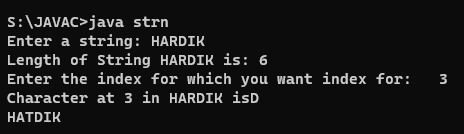 S:\JAVAC>java strn
Enter a string: HARDIK
Length of String HARDIK is: 6
Enter the index for which you want index for:   3
Character at 3 in HARDIK isD
HATDIK